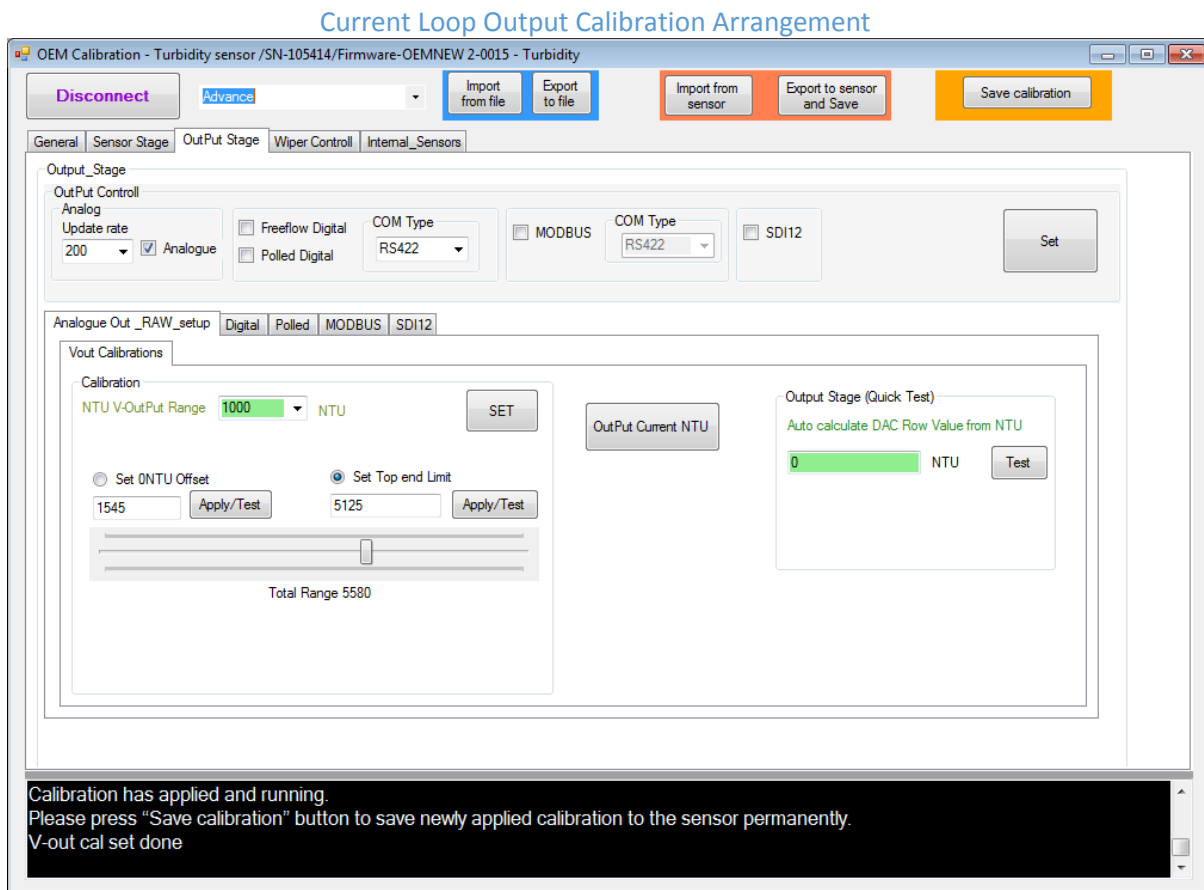 Current Loop Output Calibration Arrangement
OEM Calibration - Turbidity sensor /SN-105414/Firmware-OEMNEW 2-0015 - Turbidity
Disconnect
Advance
Import from file
Export to file
Import from sensor
Export to sensor and Save
Save calibration
General
Sensor Stage
OutPut Stage
Wiper Controll
Internal_Sensors
Output_Stage
OutPut Controll
Analog
Update rate
200
Analogue
Freeflow Digital
Polled Digital
COM Type
RS422
MODBUS
COM Type
RS422
SDI12
Set
Analogue Out _RAW_setup
Digital
Polled
MODBUS
SDI12
Vout Calibrations
Calibration
NTU V-OutPut Range
1000
NTU
SET
Set 0NTU Offset
1545
Apply/Test
Set Top end Limit
5125
Apply/Test
Total Range 5580
OutPut Current NTU
Output Stage (Quick Test)
Auto calculate DAC Row Value from NTU
0
NTU
Test
Calibration has applied and running.
Please press “Save calibration” button to save newly applied calibration to the sensor permanently.
V-out cal set done